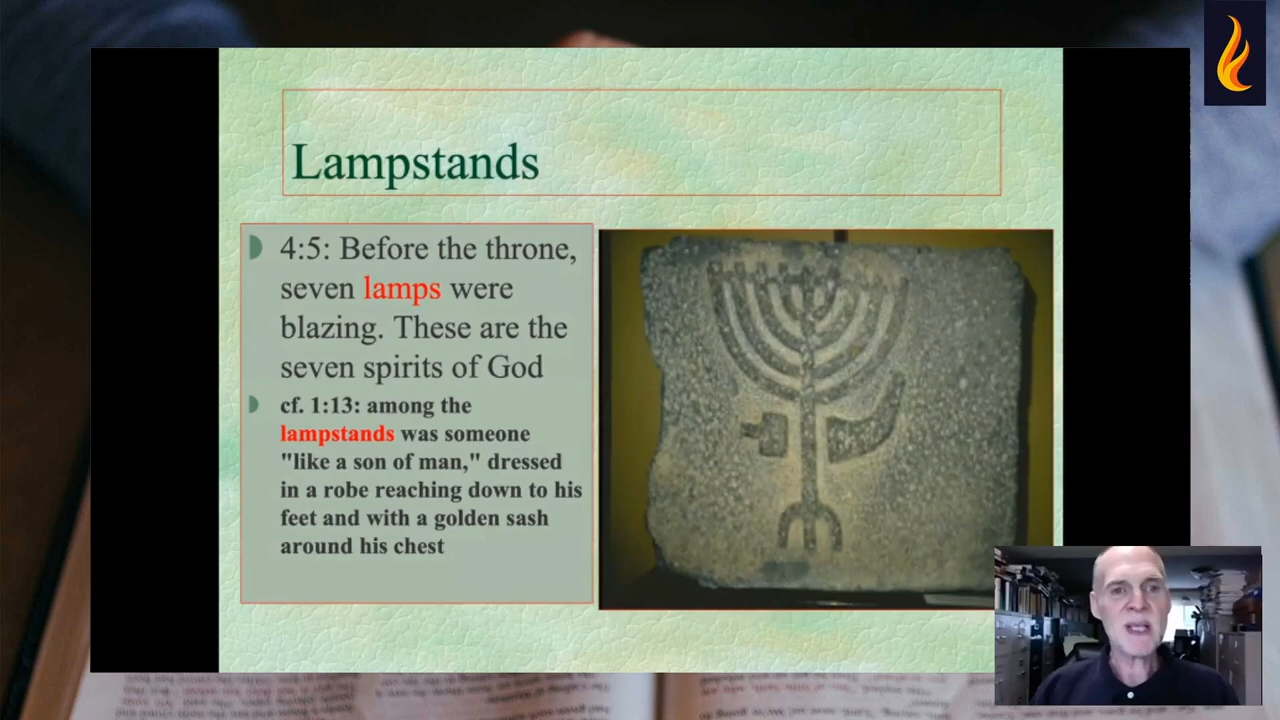 Lampstands
4:5: Before the throne,
seven lamps were
blazing. These are the
seven spirits of God
cf. 1:13: among the
lampstands was someone
"like a son of man," dressed
in a robe reaching down to his
feet and with a golden sash
around his chest